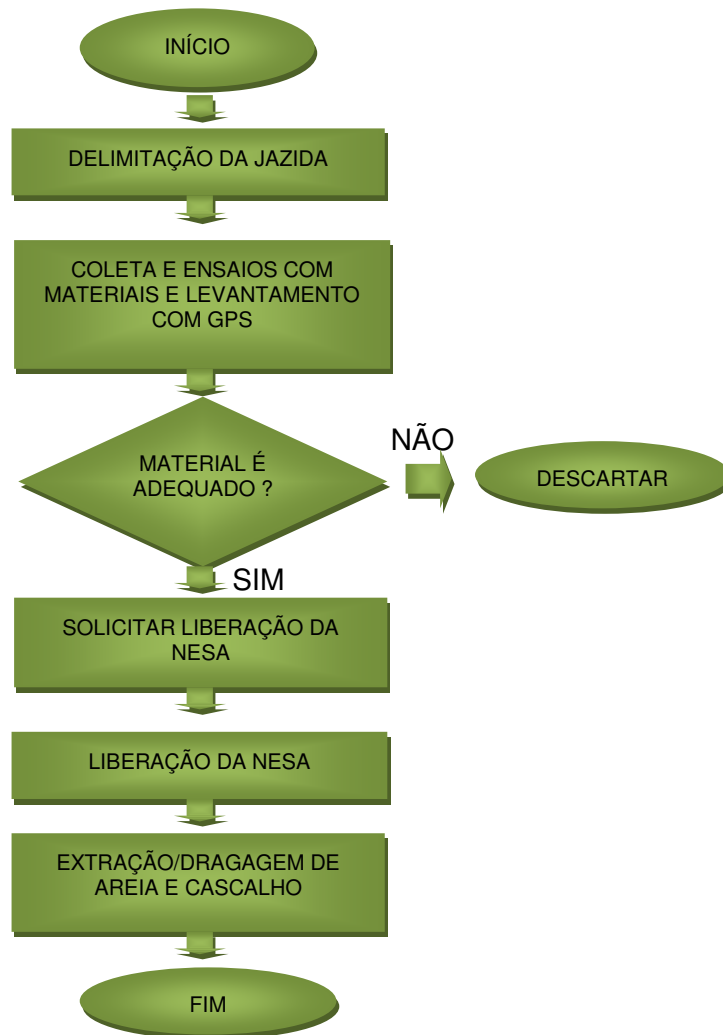 INÍCIO
DELIMITAÇÃO DA JAZIDA
COLETA E ENSAIOS COM
MATERIAIS E LEVANTAMENTO
COM GPS
MATERIAL É
ADEQUADO ?
NÃO
DESCARTAR
SIM
SOLICITAR LIBERAÇÃO DA
NESA
LIBERAÇÃO DA NESA
EXTRAÇÃO/DRAGAGEM DE
AREIA E CASCALHO
FIM